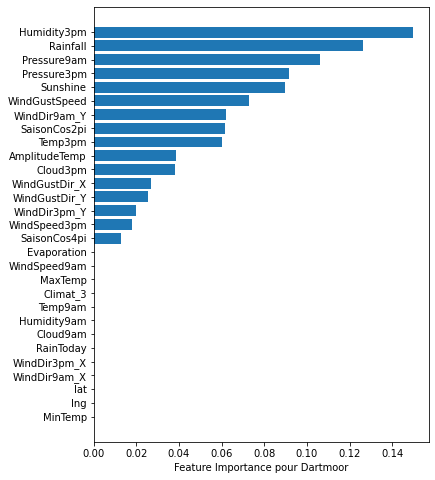 Humidity3pm
Rainfall
Pressure9am
Pressure3pm
Sunshine
WindGustSpeed
WindDir9am_Y
SaisonCos2pi
Temp3pm
AmplitudeTemp
Cloud3pm
WindGustDir_X
WindGustDir_Y
WindDir3pm_Y
WindSpeed3pm
SaisonCos4pi
Evaporation
WindSpeed9am
MaxTemp
Climat_3
Temp9am
Humidity9am
Cloud9am
RainToday
WindDir3pm_X
WindDir9am_X
lat
lng
MinTemp
0.00 0.02 0.04 0.06 0.08 0.10 0.12 0.14
Feature Importance pour Dartmoor